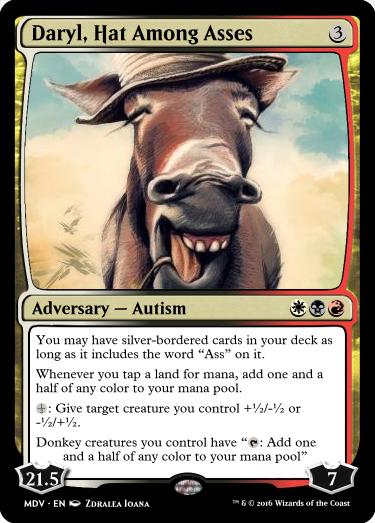 Daryl, Hat Among Asses 3
Adversary — Autism
You may have silver-bordered cards in your deck as
long as it includes the word “Ass” on it.
Whenever you tap a land for mana, add one and a
half of any color to your mana pool.
: Give target creature you control +½/-½ or
-½/+½.
Donkey creatures you control have “: Add one
and a half of any color to your mana pool”
21.5
7
MDV • EN Zdralea Ioana
™ & © 2016 Wizards of the Coast